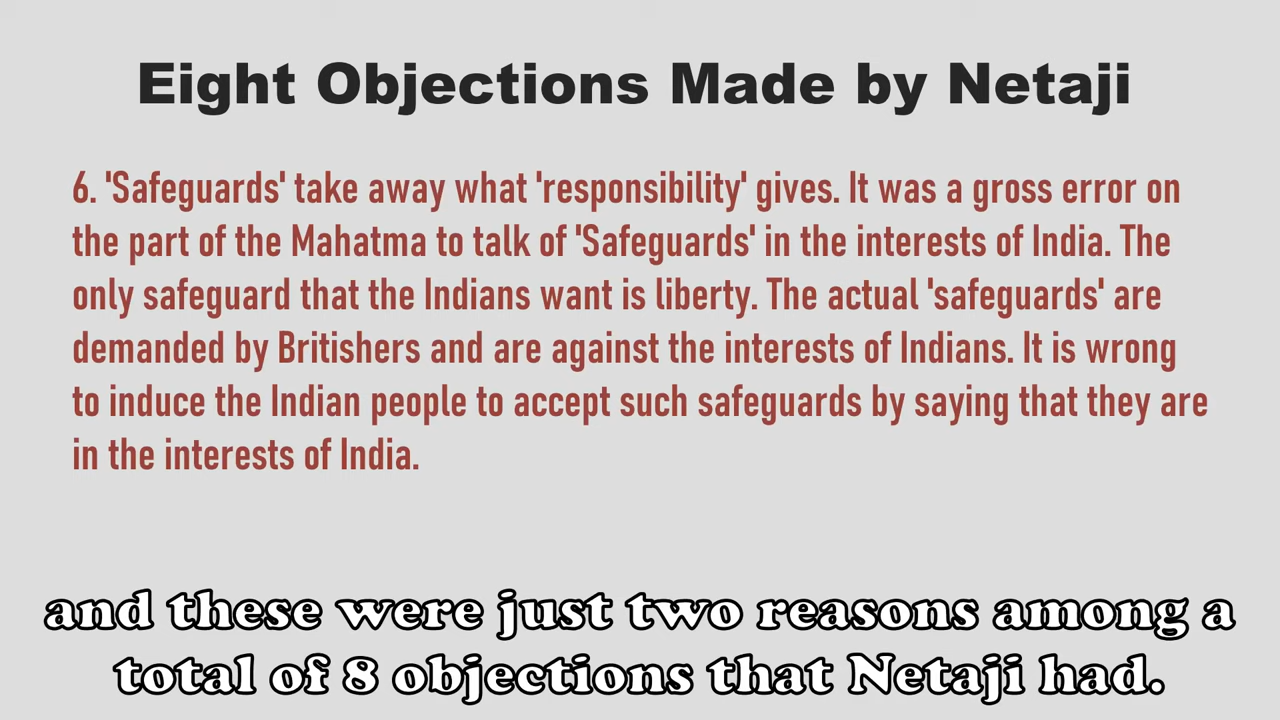 Eight Objections Made by Netaji
6. 'Safeguards' take away what 'responsibility' gives. It was a gross error on
the part of the Mahatma to talk of 'Safeguards' in the interests of India. The
only safeguard that the Indians want is liberty. The actual 'safeguards' are
demanded by Britishers and are against the interests of Indians. It is wrong
to induce the Indian people to accept such safeguards by saying that they are
in the interests of India.
and these were just two reasons among a
total of 8 objections that Netaji had.